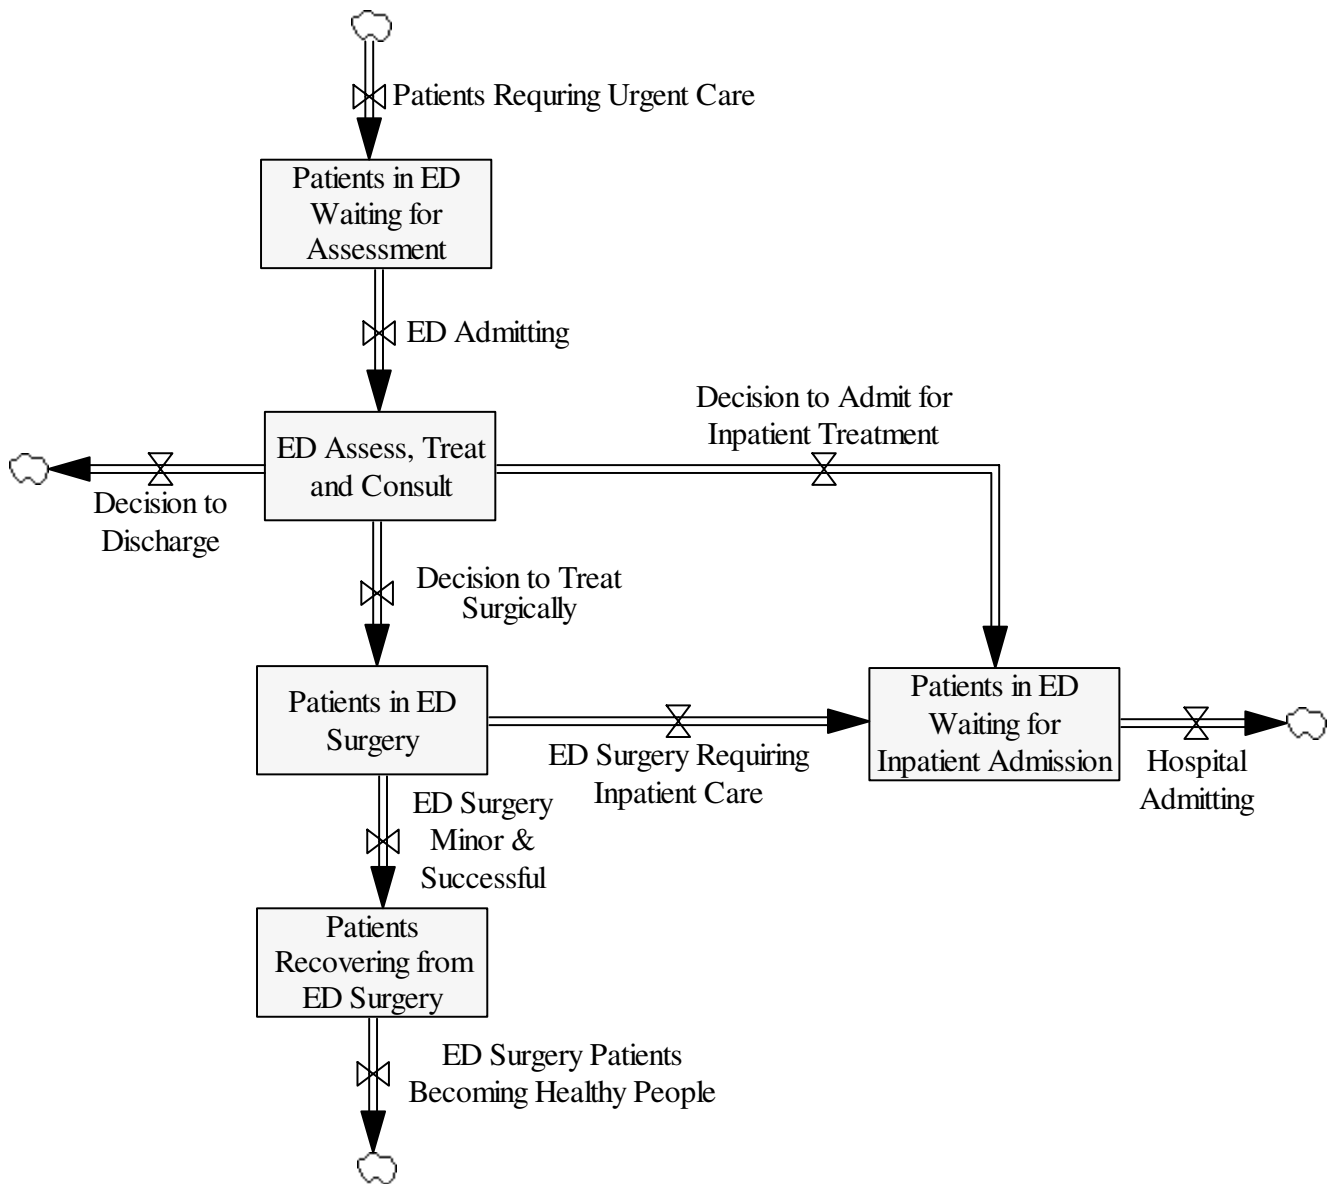 Patients Requring Urgent Care
Patients in ED
Waiting for
Assessment
ED Admitting
Decision to Admit for
Inpatient Treatment
ED Assess, Treat
and Consult
Decision to
Discharge
Decision to Treat
Surgically
Patients in ED
Surgery
ED Surgery Requiring
Inpatient Care
Patients in ED
Waiting for
Inpatient Admission
Hospital
Admitting
ED Surgery
Minor &
Successful
Patients
Recovering from
ED Surgery
ED Surgery Patients
Becoming Healthy People